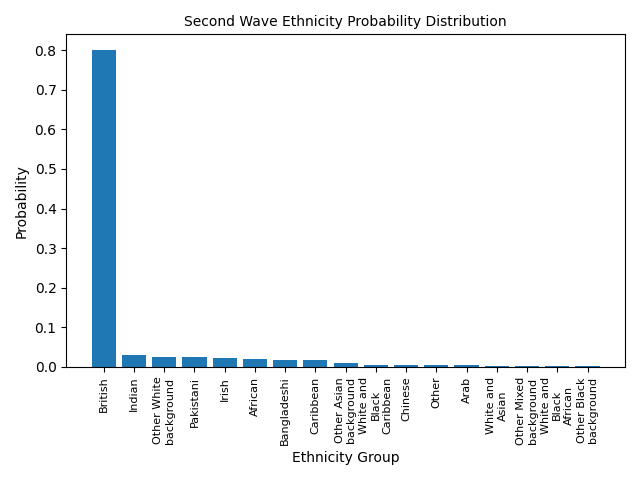 Second Wave Ethnicity Probability Distribution
Probability
0.8
0.7
0.6
0.5
0.4
0.3
0.2
0.1
0.0
British
Indian
Other White
background
Pakistani
Irish
African
Bangladeshi
Caribbean
Other Asian
background
White and
Black
Caribbean
Chinese
Other
Arab
White and
Asian
Other Mixed
background
White and
Black
African
Other Black
background
Ethnicity Group